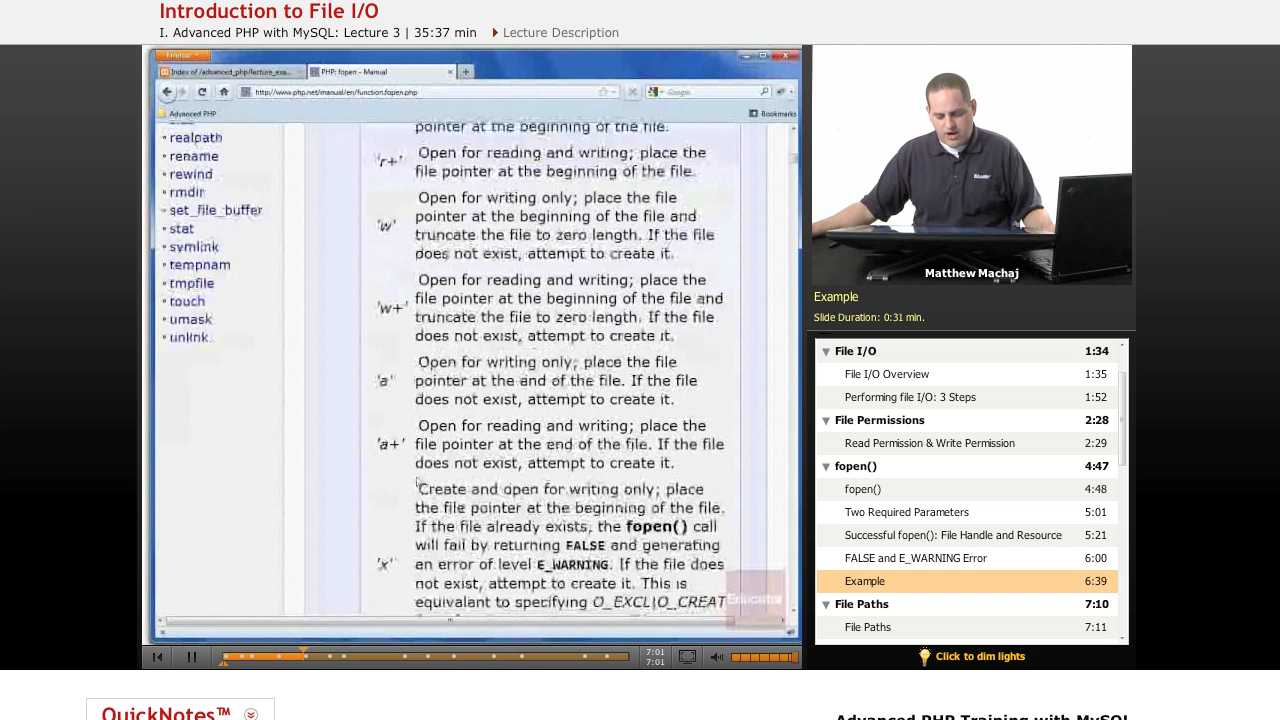 Introduction to File I/O
I. Advanced PHP with MySQL: Lecture 3 | 35:37 min
Lecture Description
Firefox
Index of /advanced_php/lecture_exa...
PHP: fopen - Manual
http://www.php.net/manual/en/function.fopen.php
Google
Advanced PHP
Bookmarks
realpath
rename
rewind
rmdir
set_file_buffer
stat
symlink
tempnam
tmpfile
touch
umask
unlink
pointer at the beginning of the file.
'r+'
Open for reading and writing; place the
file pointer at the beginning of the file.
'w'
Open for writing only; place the file
pointer at the beginning of the file and
truncate the file to zero length. If the file
does not exist, attempt to create it.
'w+'
Open for reading and writing; place the
file pointer at the beginning of the file and
truncate the file to zero length. If the file
does not exist, attempt to create it.
'a'
Open for writing only; place the file
pointer at the end of the file. If the file
does not exist, attempt to create it.
'a+'
Open for reading and writing; place the
file pointer at the end of the file. If the file
does not exist, attempt to create it.
'x'
Create and open for writing only; place
the file pointer at the beginning of the file.
If the file already exists, the fopen() call
will fail by returning FALSE and generating
an error of level E_WARNING. If the file does
not exist, attempt to create it. This is
equivalent to specifying O_EXCL|O_CREAT
Educator
7:01
7:01
Educator
Matthew Machaj
Example
Slide Duration: 0:31 min.
File I/O 1:34
File I/O Overview 1:35
Performing file I/O: 3 Steps 1:52
File Permissions 2:28
Read Permission & Write Permission 2:29
fopen() 4:47
fopen() 4:48
Two Required Parameters 5:01
Successful fopen(): File Handle and Resource 5:21
FALSE and E_WARNING Error 6:00
Example 6:39
File Paths 7:10
File Paths 7:11
Click to dim lights
QuickNotes™
Advanced PHP Training with MySQL